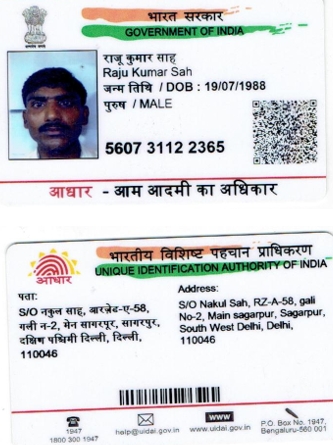 भारत सरकार
GOVERNMENT OF INDIA
राजू कुमार साह
Raju Kumar Sah
जन्म तिथि / DOB : 19/07/1988
पुरुष / MALE
5607 3112 2365
आधार - आम आदमी का अधिकार
भारतीय विशिष्ट पहचान प्राधिकरण
UNIQUE IDENTIFICATION AUTHORITY OF INDIA
आधार
पता:
S/O नकुल साह, आरजेड-ए-58,
गली न-2, मेन सागरपूर, सागरपुर,
दक्षिण पश्चिमी दिल्ली, दिल्ली,
110046
Address:
S/O Nakul Sah, RZ-A-58, gali
No-2, Main sagarpur, Sagarpur,
South West Delhi, Delhi,
110046
1947
1800 300 1947
help@uidai.gov.in
www.uidai.gov.in
P.O. Box No. 1947,
Bengaluru-560 001